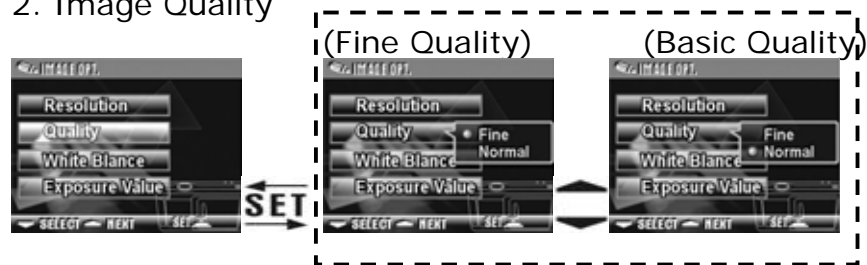 2. Image Quality
(Fine Quality)
(Basic Quality)
IMAGE OPT.
Resolution
Quality
White Blance
Exposure Value
SELECT NEXT SET
SET
IMAGE OPT.
Resolution
Quality
Fine
Normal
White Blance
Exposure Value
SELECT NEXT SET
IMAGE OPT.
Resolution
Quality
Fine
Normal
White Blance
Exposure Value
SELECT NEXT SET